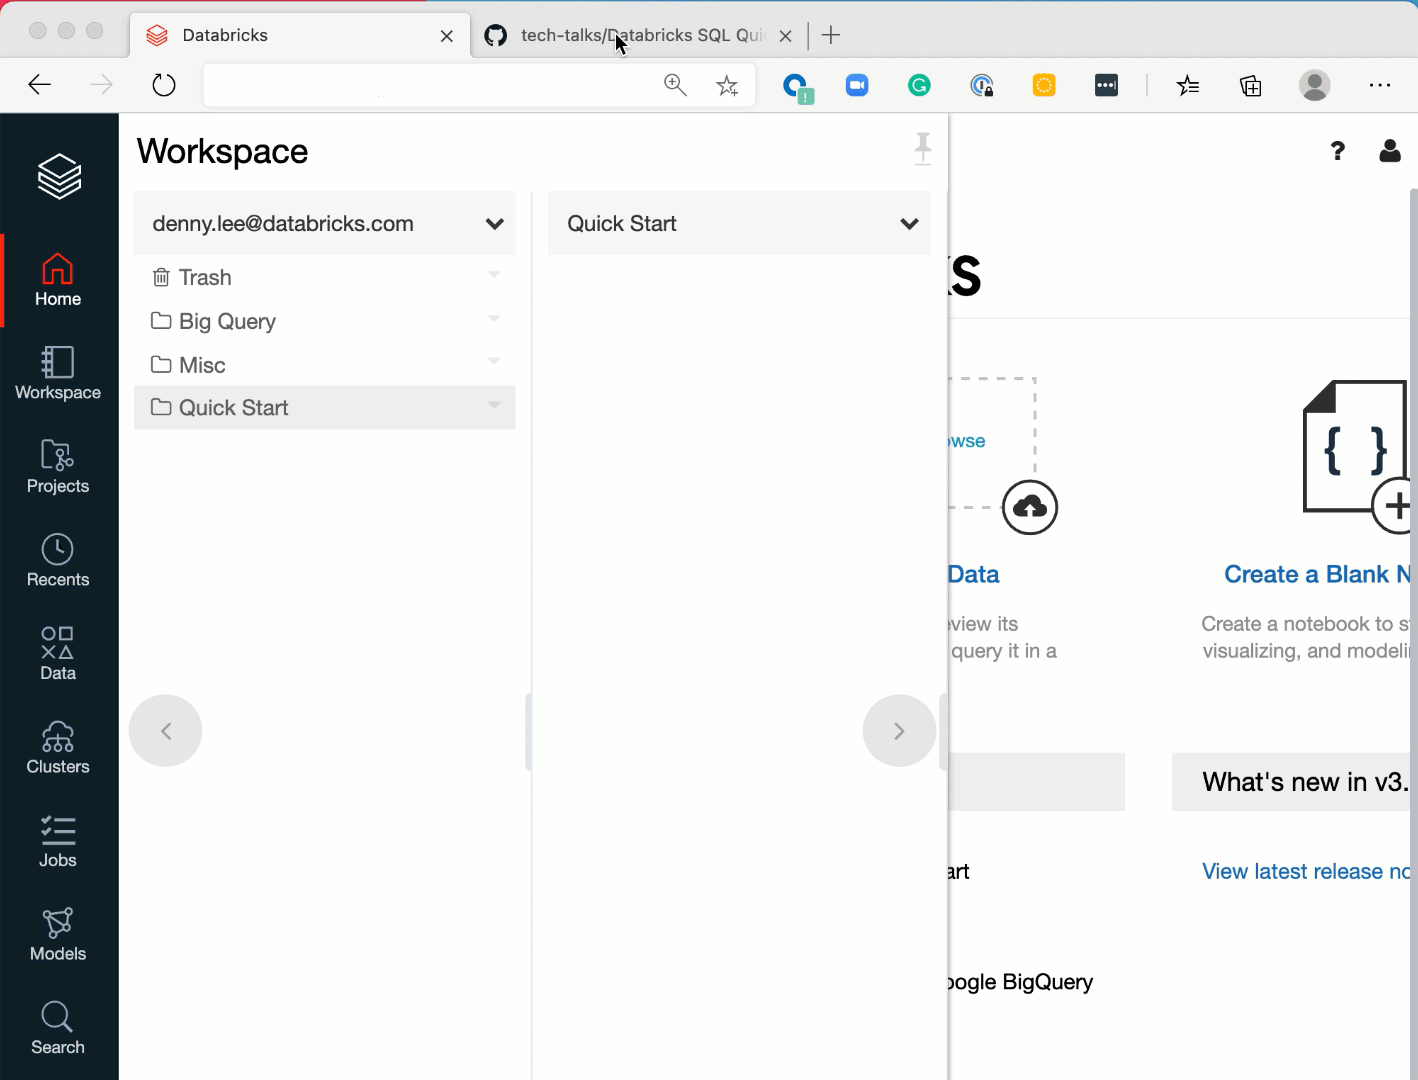 Databricks
tech-talks/Databricks SQL Qui
Workspace
denny.lee@databricks.com
Quick Start
Trash
Big Query
Misc
Quick Start
Home
Workspace
Projects
Recents
Data
Clusters
Jobs
Models
Search
?
ks
owse
{ }
Data
Create a Blank N
view its
query it in a
Create a notebook to s
visualizing, and modeli
What's new in v3.
art
View latest release no
oogle BigQuery